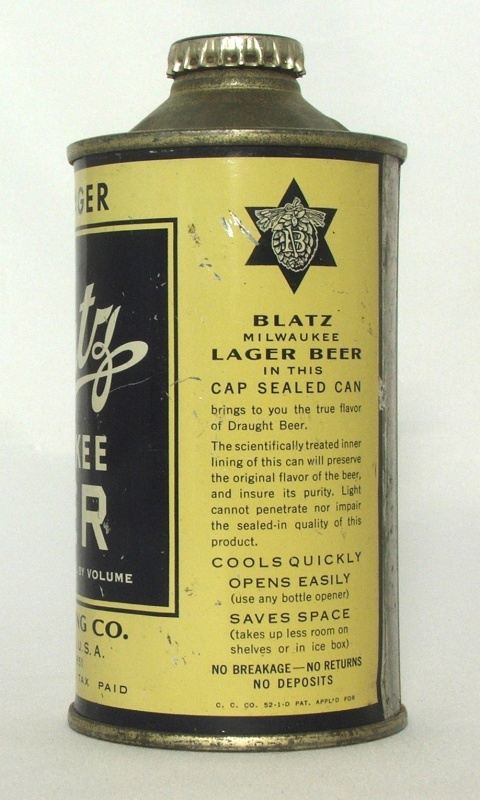 GER
tz
KEE
R
BY VOLUME
NG CO.
U.S.A.
TAX PAID
B
BLATZ
MILWAUKEE
LAGER BEER
IN THIS
CAP SEALED CAN
brings to you the true flavor
of Draught Beer.
The scientifically treated inner
lining of this can will preserve
the original flavor of the beer,
and insure its purity. Light
cannot penetrate nor impair
the sealed-in quality of this
product.
COOLS QUICKLY
OPENS EASILY
(use any bottle opener)
SAVES SPACE
(takes up less room on
shelves or in ice box)
NO BREAKAGE—NO RETURNS
NO DEPOSITS
C. C. CO. 52-1-D PAT. APPL'D FOR